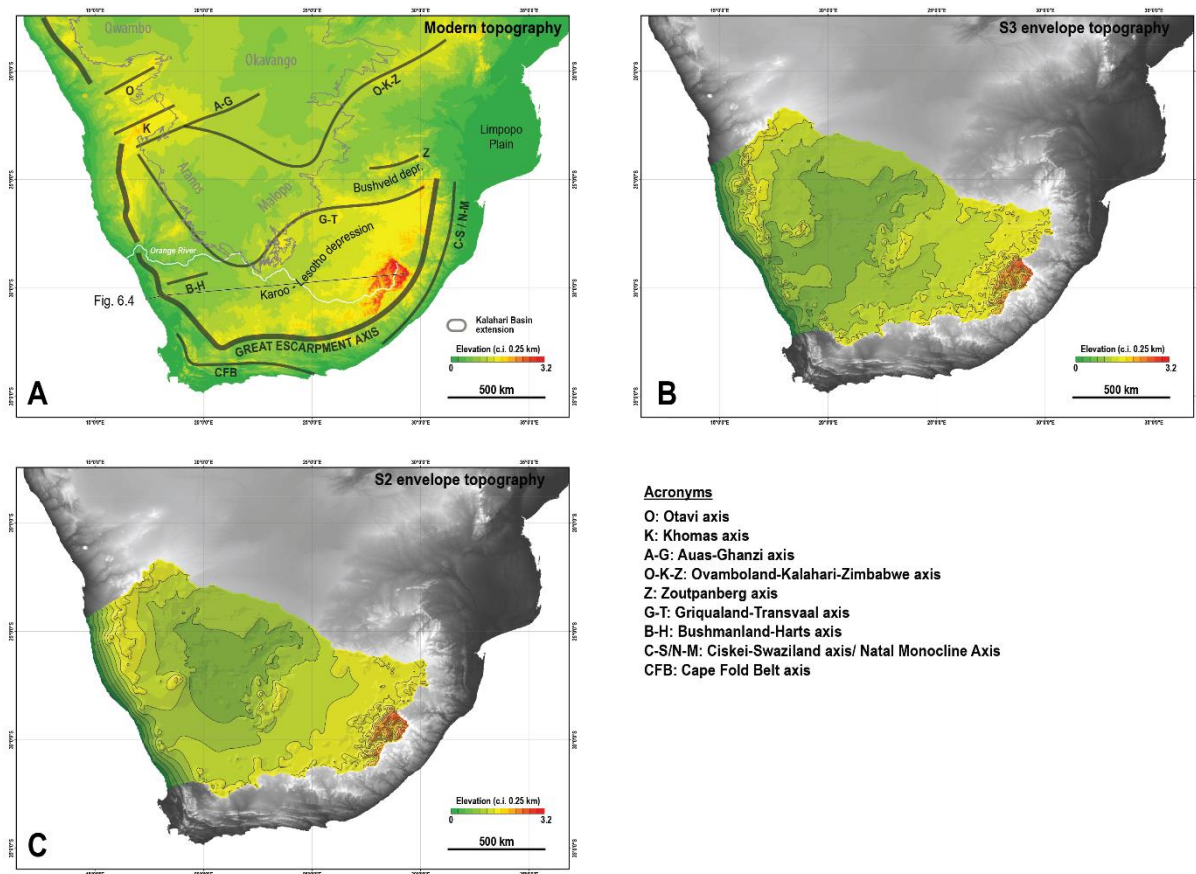 Modern topography
Qwambo
Okavango
O
K
A-G
O-K-Z
Limpopo
Plain
Z
Bushveld depr.
Aranos
Malopo
G-T
C-S / N-M
Orange River
Karoo - Lesotho depression
B-H
Fig. 6.4
GREAT ESCARPMENT AXIS
CFB
Kalahari Basin
extension
Elevation (c.i. 0.25 km)
0 3.2
500 km
A
S3 envelope topography
Elevation (c.i. 0.25 km)
0 3.2
500 km
B
S2 envelope topography
Elevation (c.i. 0.25 km)
0 3.2
500 km
C
Acronyms
O: Otavi axis
K: Khomas axis
A-G: Auas-Ghanzi axis
O-K-Z: Ovamboland-Kalahari-Zimbabwe axis
Z: Zoutpanberg axis
G-T: Griqualand-Transvaal axis
B-H: Bushmanland-Harts axis
C-S/N-M: Ciskei-Swaziland axis/ Natal Monocline Axis
CFB: Cape Fold Belt axis